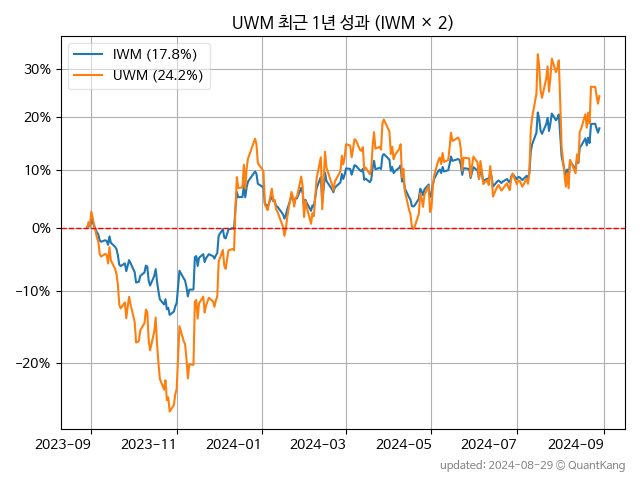 UWM 최근 1년 성과 (IWM × 2)
IWM (17.8%)
UWM (24.2%)
30%
20%
10%
0%
−10%
−20%
2023-09 2023-11 2024-01 2024-03 2024-05 2024-07 2024-09
updated: 2024-08-29 © QuantKang